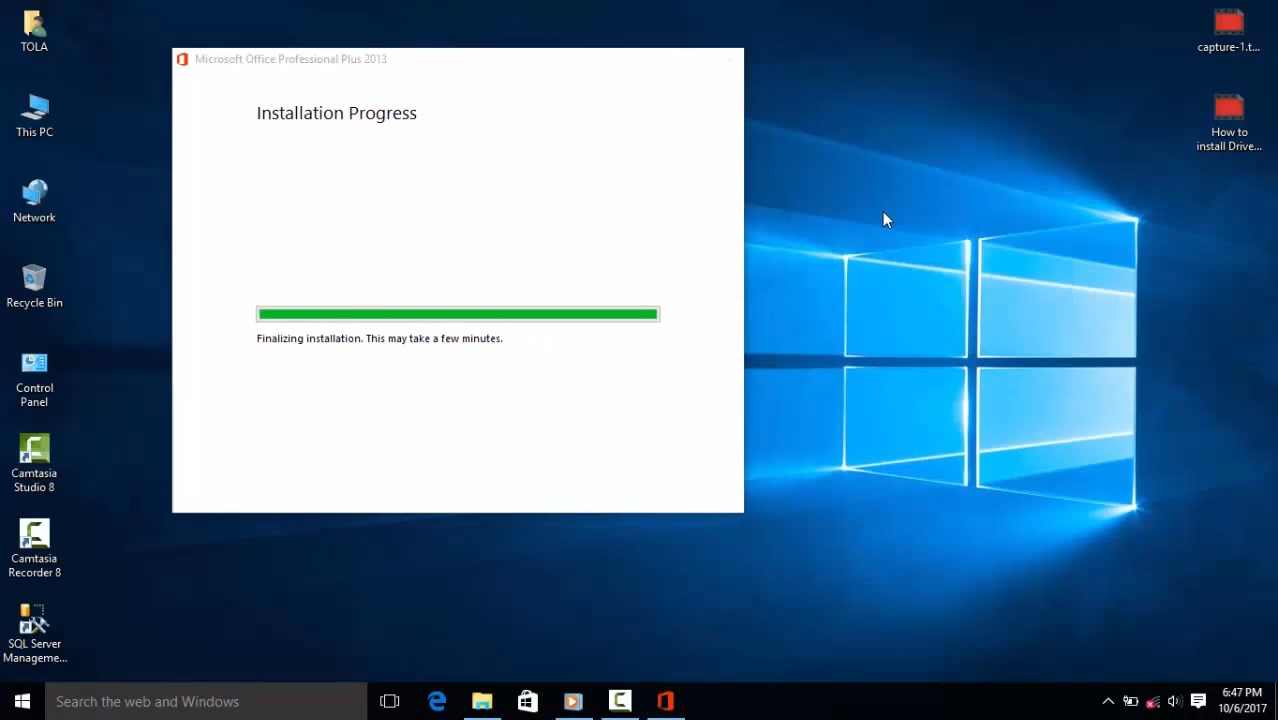 TOLA
This PC
Network
Recycle Bin
Control
Panel
Camtasia
Studio 8
Camtasia
Recorder 8
SQL Server
Manageme...
Microsoft Office Professional Plus 2013
Installation Progress
Finalizing installation. This may take a few minutes.
capture-1.t...
How to
install Drive...
Search the web and Windows
6:47 PM
10/6/2017